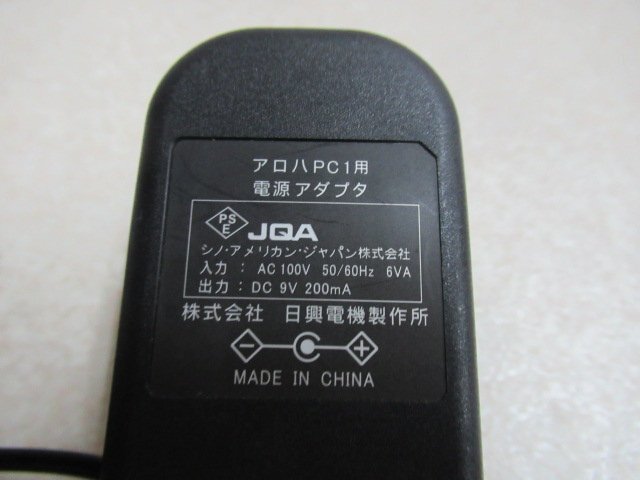 アロハPC1用
電源アダプタ
PS
E
JQA
シノ・アメリカン・ジャパン株式会社
入力 : AC 100V 50/60Hz 6VA
出力 : DC 9V 200mA
株式会社 日興電機製作所
MADE IN CHINA